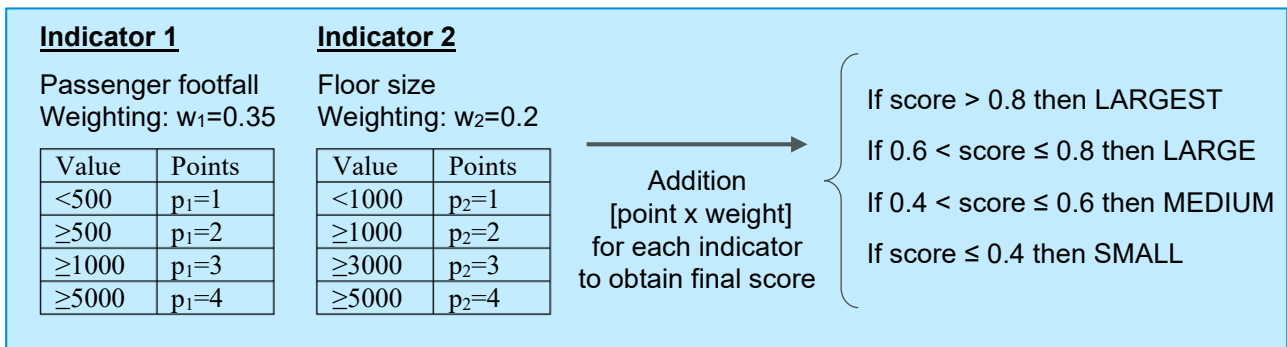 Indicator 1
Passenger footfall
Weighting: w₁=0.35
Value Points
<500 p₁=1
≥500 p₁=2
≥1000 p₁=3
≥5000 p₁=4
Indicator 2
Floor size
Weighting: w₂=0.2
Value Points
<1000 p₂=1
≥1000 p₂=2
≥3000 p₂=3
≥5000 p₂=4
Addition
[point x weight]
for each indicator
to obtain final score
If score > 0.8 then LARGEST
If 0.6 < score ≤ 0.8 then LARGE
If 0.4 < score ≤ 0.6 then MEDIUM
If score ≤ 0.4 then SMALL